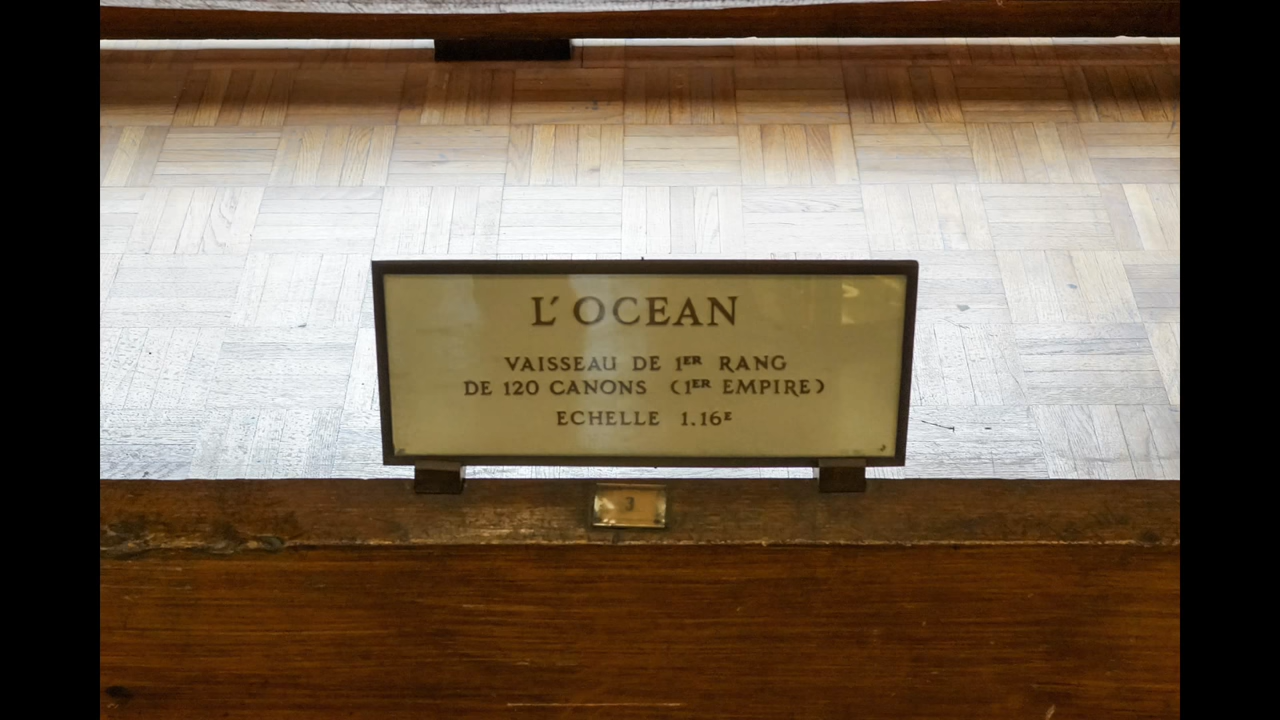 L'OCEAN
VAISSEAU DE 1ER RANG
DE 120 CANONS (1ER EMPIRE)
ECHELLE 1.16E
3